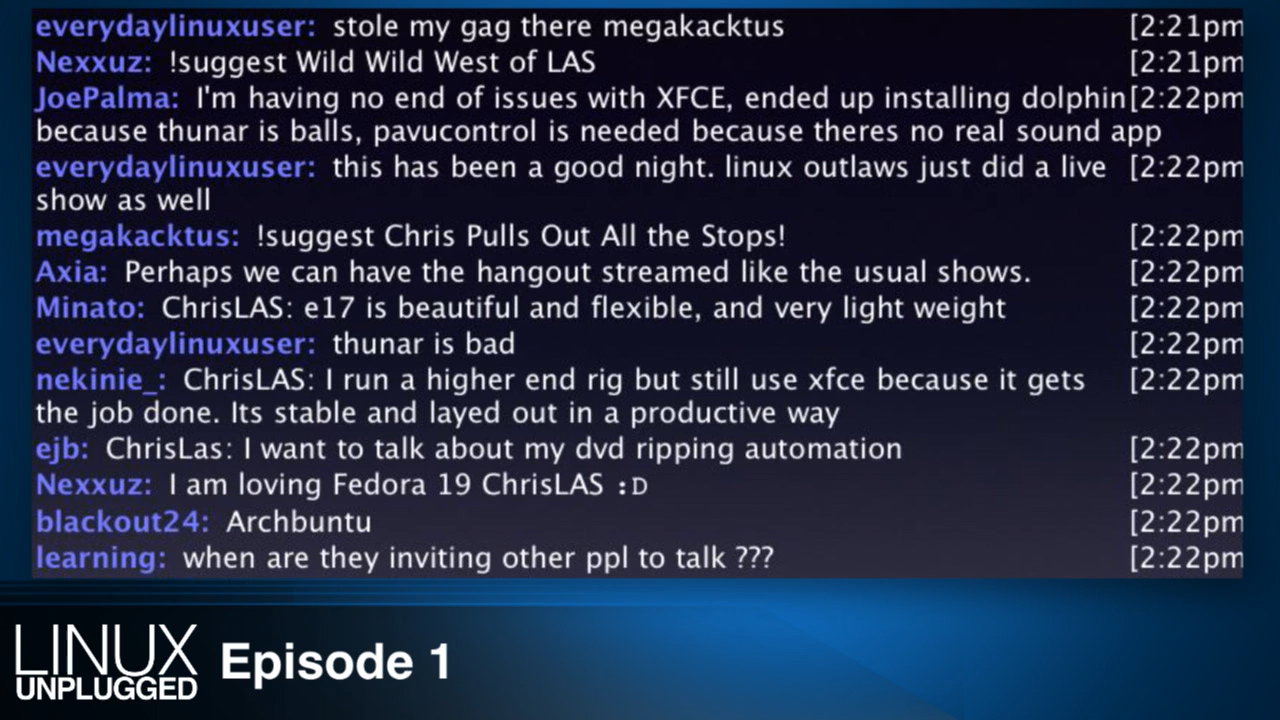 everydaylinuxuser: stole my gag there megakacktus [2:21pm
Nexxuz: !suggest Wild Wild West of LAS [2:21pm
JoePalma: I'm having no end of issues with XFCE, ended up installing dolphin [2:22pm
because thunar is balls, pavucontrol is needed because theres no real sound app
everydaylinuxuser: this has been a good night. linux outlaws just did a live [2:22pm
show as well
megakacktus: !suggest Chris Pulls Out All the Stops! [2:22pm
Axia: Perhaps we can have the hangout streamed like the usual shows. [2:22pm
Minato: ChrisLAS: e17 is beautiful and flexible, and very light weight [2:22pm
everydaylinuxuser: thunar is bad [2:22pm
nekinie_: ChrisLAS: I run a higher end rig but still use xfce because it gets [2:22pm
the job done. Its stable and layed out in a productive way
ejb: ChrisLas: I want to talk about my dvd ripping automation [2:22pm
Nexxuz: I am loving Fedora 19 ChrisLAS :D [2:22pm
blackout24: Archbuntu [2:22pm
learning: when are they inviting other ppl to talk ??? [2:22pm
LINUX
UNPLUGGED
Episode 1